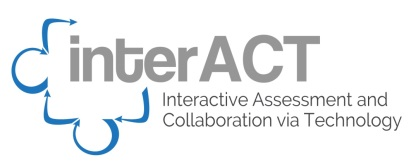 interACT
Interactive Assessment and
Collaboration via Technology